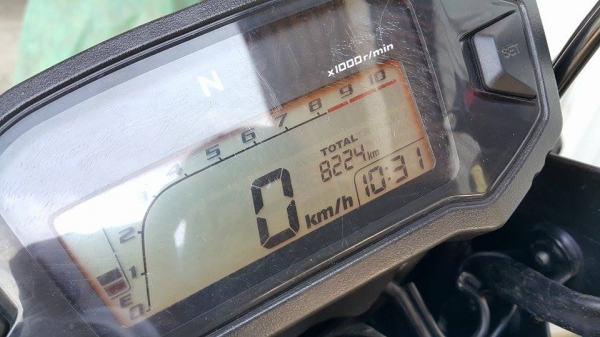 x1000r/min
N
1 2 3 4 5 6 7 8 9 10
TOTAL
8224 km
0 km/h
10:31
E
0
SET